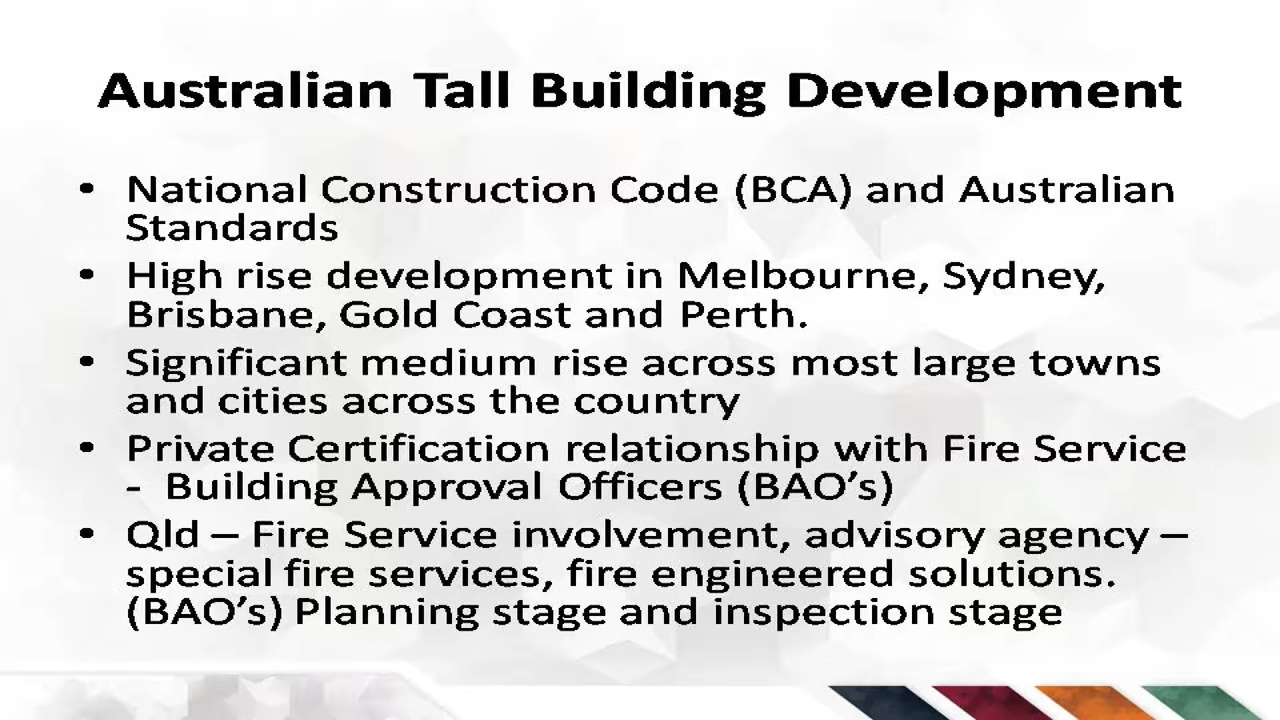 Australian Tall Building Development
• National Construction Code (BCA) and Australian
Standards
• High rise development in Melbourne, Sydney,
Brisbane, Gold Coast and Perth.
• Significant medium rise across most large towns
and cities across the country
• Private Certification relationship with Fire Service
- Building Approval Officers (BAO’s)
• Qld – Fire Service involvement, advisory agency –
special fire services, fire engineered solutions.
(BAO’s) Planning stage and inspection stage